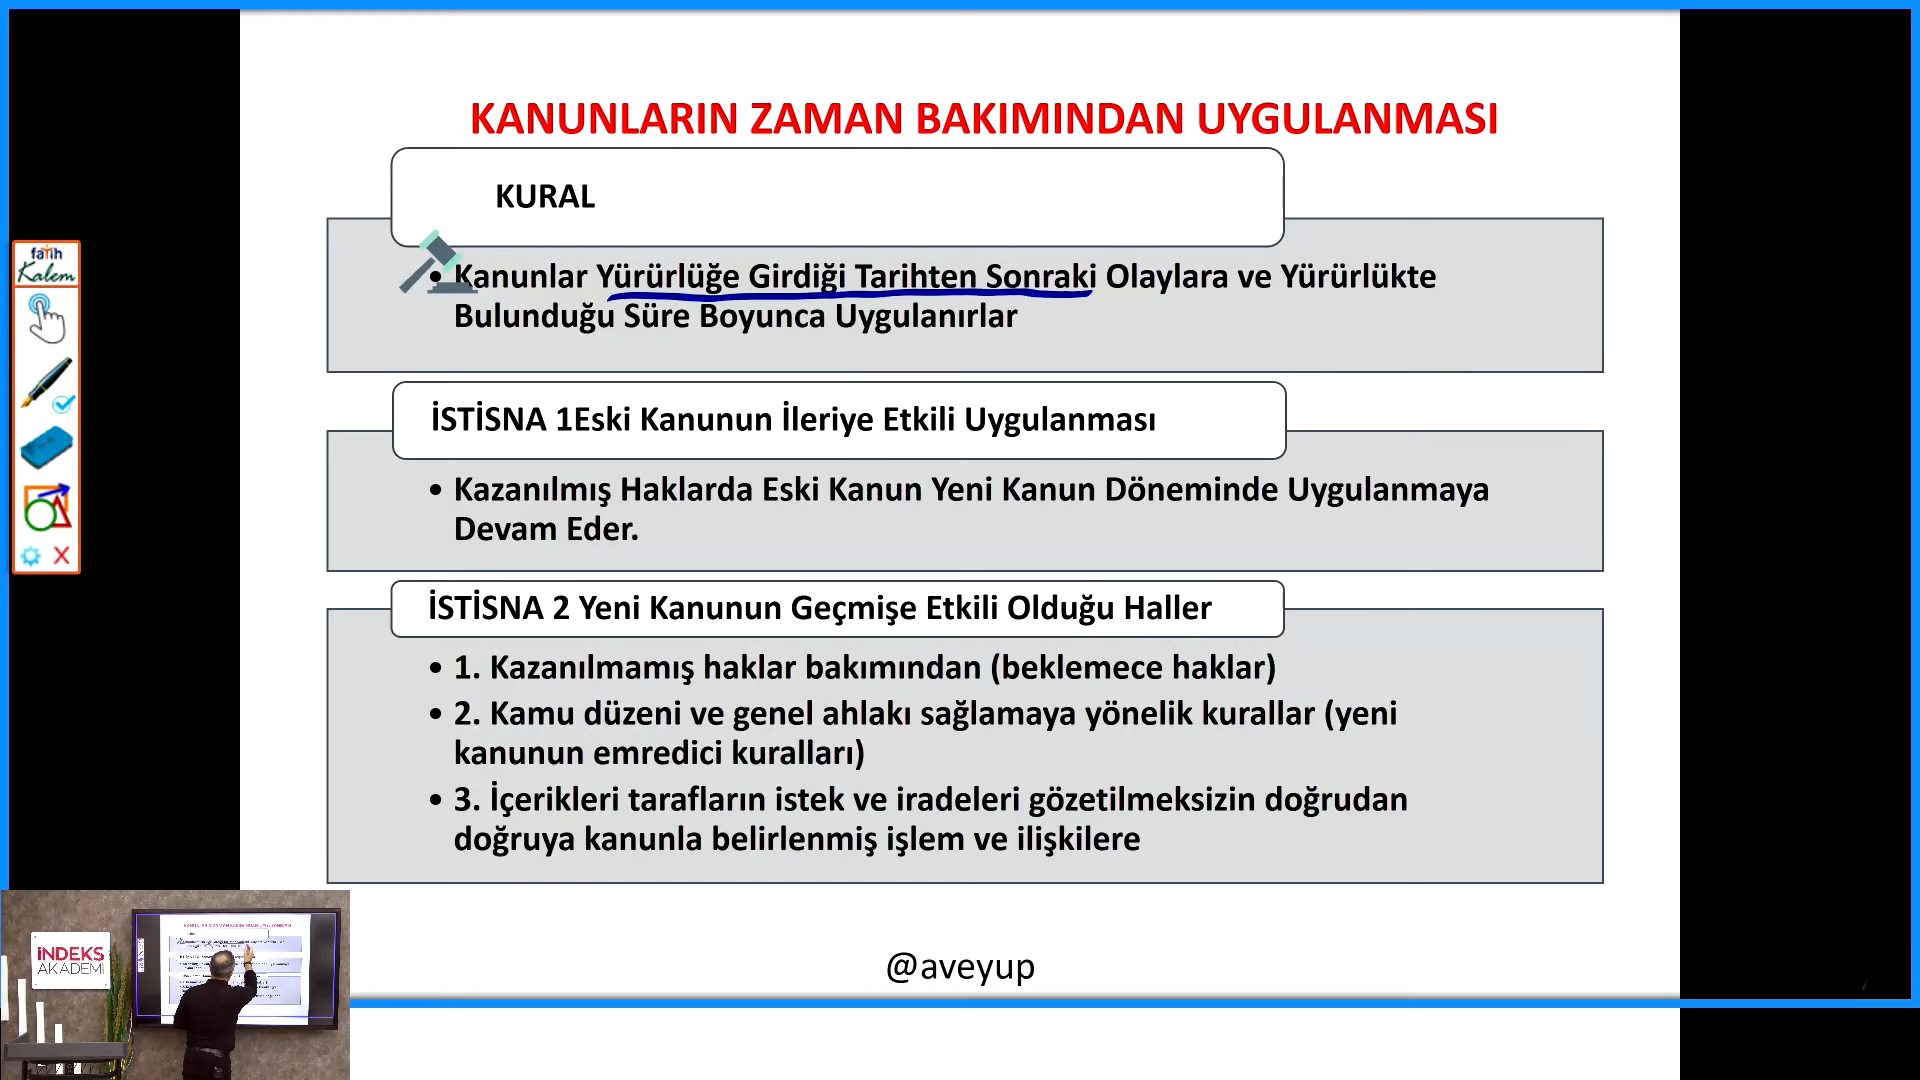 KANUNLARIN ZAMAN BAKIMINDAN UYGULANMASI
KURAL
• Kanunlar Yürürlüğe Girdiği Tarihten Sonraki Olaylara ve Yürürlükte
Bulunduğu Süre Boyunca Uygulanırlar
İSTİSNA 1Eski Kanunun İleriye Etkili Uygulanması
• Kazanılmış Haklarda Eski Kanun Yeni Kanun Döneminde Uygulanmaya
Devam Eder.
İSTİSNA 2 Yeni Kanunun Geçmişe Etkili Olduğu Haller
• 1. Kazanılmamış haklar bakımından (beklemece haklar)
• 2. Kamu düzeni ve genel ahlakı sağlamaya yönelik kurallar (yeni
kanunun emredici kuralları)
• 3. İçerikleri tarafların istek ve iradeleri gözetilmeksizin doğrudan
doğruya kanunla belirlenmiş işlem ve ilişkilere
@aveyup
fatih
Kalem
İNDEKS
AKADEMİ
KANUNLARIN ZAMAN BAKIMINDAN UYGULANMASI